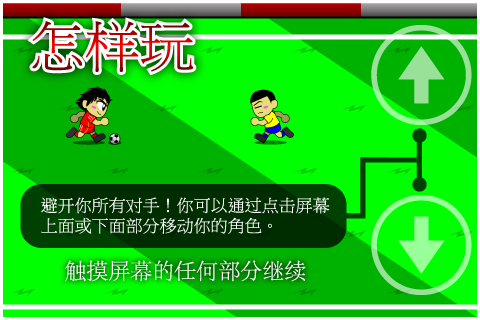 怎样玩
避开你所有对手！你可以通过点击屏幕
上面或下面部分移动你的角色。
触摸屏幕的任何部分继续